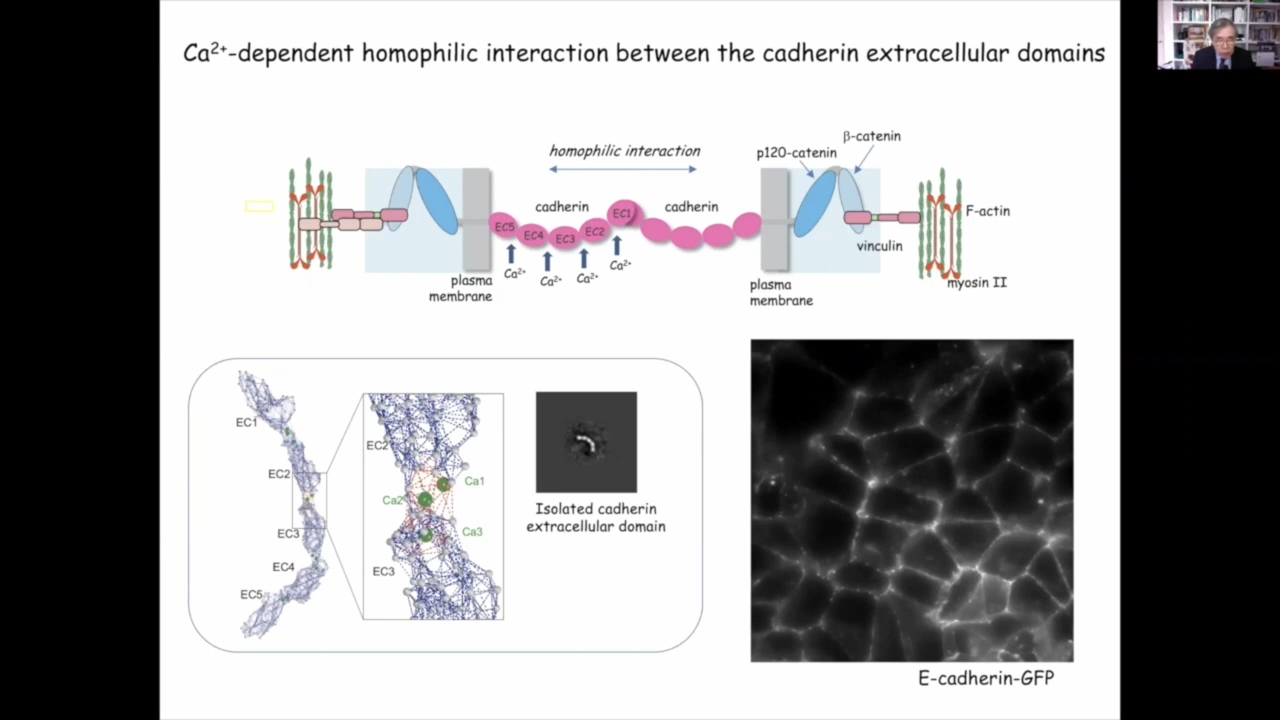 Ca²⁺-dependent homophilic interaction between the cadherin extracellular domains
β-catenin
homophilic interaction
p120-catenin
cadherin
cadherin
EC1
EC5
EC4
EC3
EC2
F-actin
vinculin
Ca²⁺
Ca²⁺
Ca²⁺
Ca²⁺
plasma
membrane
plasma
membrane
myosin II
EC1
EC2
EC3
EC4
EC5
EC2
Ca1
Ca2
Ca3
EC3
Isolated cadherin
extracellular domain
E-cadherin-GFP